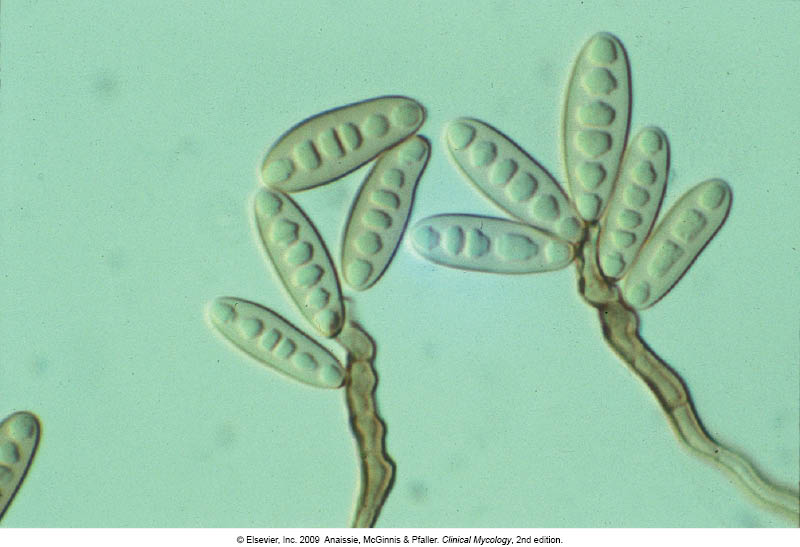 © Elsevier, Inc. 2009 Anaissie, McGinnis & Pfaller. Clinical Mycology, 2nd edition.